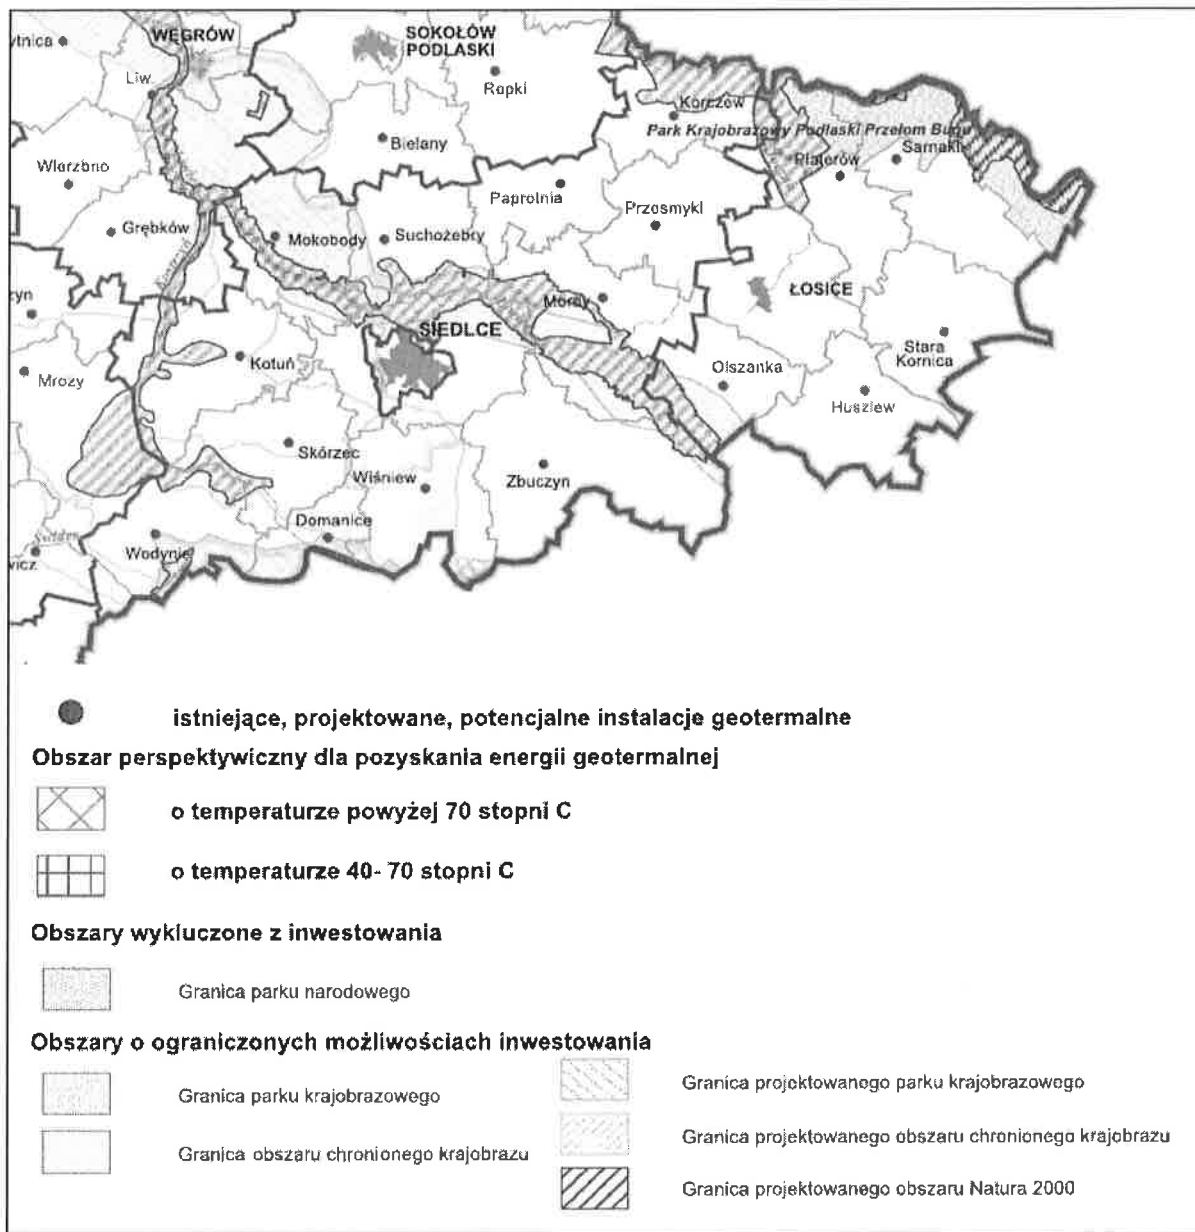 WĘGRÓW
SOKOŁÓW
PODLASKI
Liw
Repki
Korczew
Park Krajobrazowy Podlaski Przełom Bugu
Bielany
Sarnaki
Platerów
Wierzbno
Paprotnia
Przesmyki
Grębków
Mokobody
Suchożebry
ŁOSICE
Mordy
SIEDLCE
Kotuń
Stara
Kornica
Mrozy
Olszanka
Huszlew
Skórzec
Wiśniew
Zbuczyn
Domanice
Wodynie
istniejące, projektowane, potencjalne instalacje geotermalne
Obszar perspektywiczny dla pozyskania energii geotermalnej
o temperaturze powyżej 70 stopni C
o temperaturze 40- 70 stopni C
Obszary wykluczone z inwestowania
Granica parku narodowego
Obszary o ograniczonych możliwościach inwestowania
Granica parku krajobrazowego
Granica projektowanego parku krajobrazowego
Granica obszaru chronionego krajobrazu
Granica projektowanego obszaru chronionego krajobrazu
Granica projektowanego obszaru Natura 2000